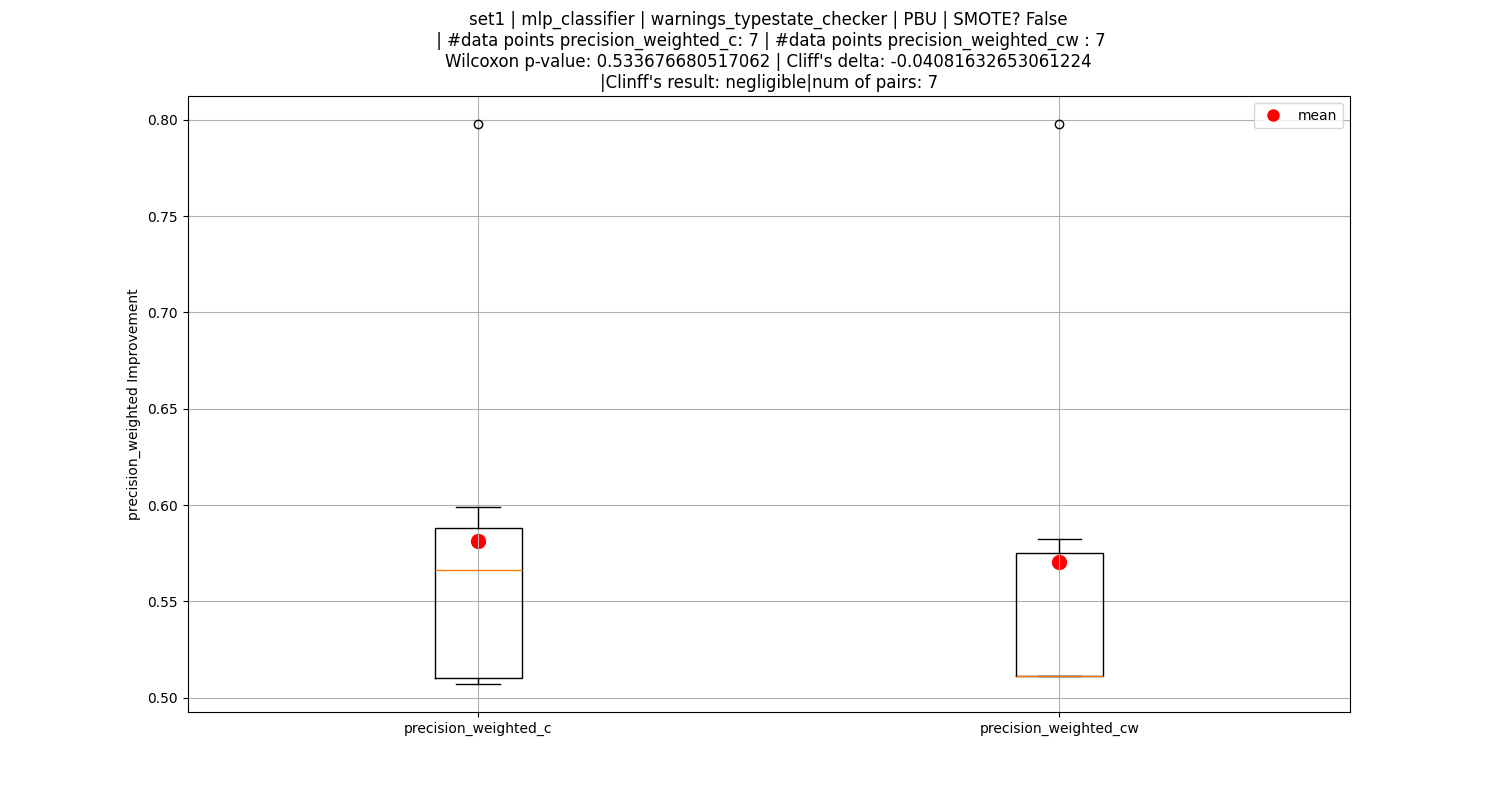 set1 | mlp_classifier | warnings_typestate_checker | PBU | SMOTE? False
| #data points precision_weighted_c: 7 | #data points precision_weighted_cw : 7
Wilcoxon p-value: 0.533676680517062 | Cliff's delta: -0.04081632653061224
|Clinff's result: negligible|num of pairs: 7
mean
0.80
0.75
0.70
0.65
0.60
0.55
0.50
precision_weighted Improvement
precision_weighted_c
precision_weighted_cw